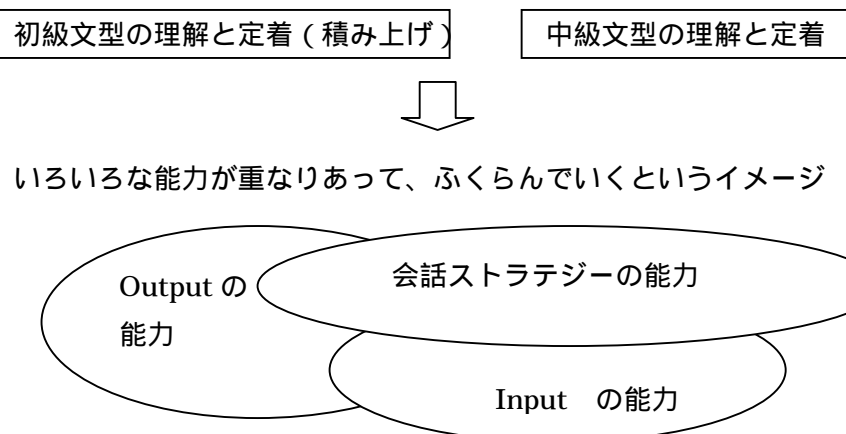 初級文型の理解と定着（積み上げ）
中級文型の理解と定着
いろいろな能力が重なりあって、ふくらんでいくというイメージ
会話ストラテジーの能力
Output の
能力
Input　の能力